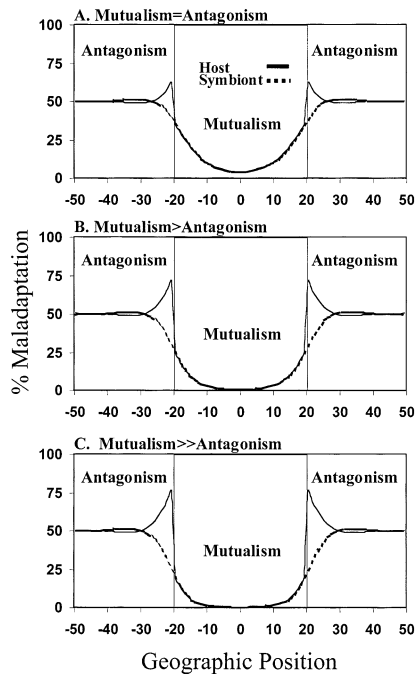 A. Mutualism=Antagonism
100
Antagonism
Antagonism
Host
Symbiont
75
50
Mutualism
25
0
-50 -40 -30 -20 -10 0 10 20 30 40 50
B. Mutualism>Antagonism
100
Antagonism
Antagonism
75
50
Mutualism
25
0
-50 -40 -30 -20 -10 0 10 20 30 40 50
% Maladaptation
C. Mutualism>>Antagonism
100
Antagonism
Antagonism
75
50
Mutualism
25
0
-50 -40 -30 -20 -10 0 10 20 30 40 50
Geographic Position